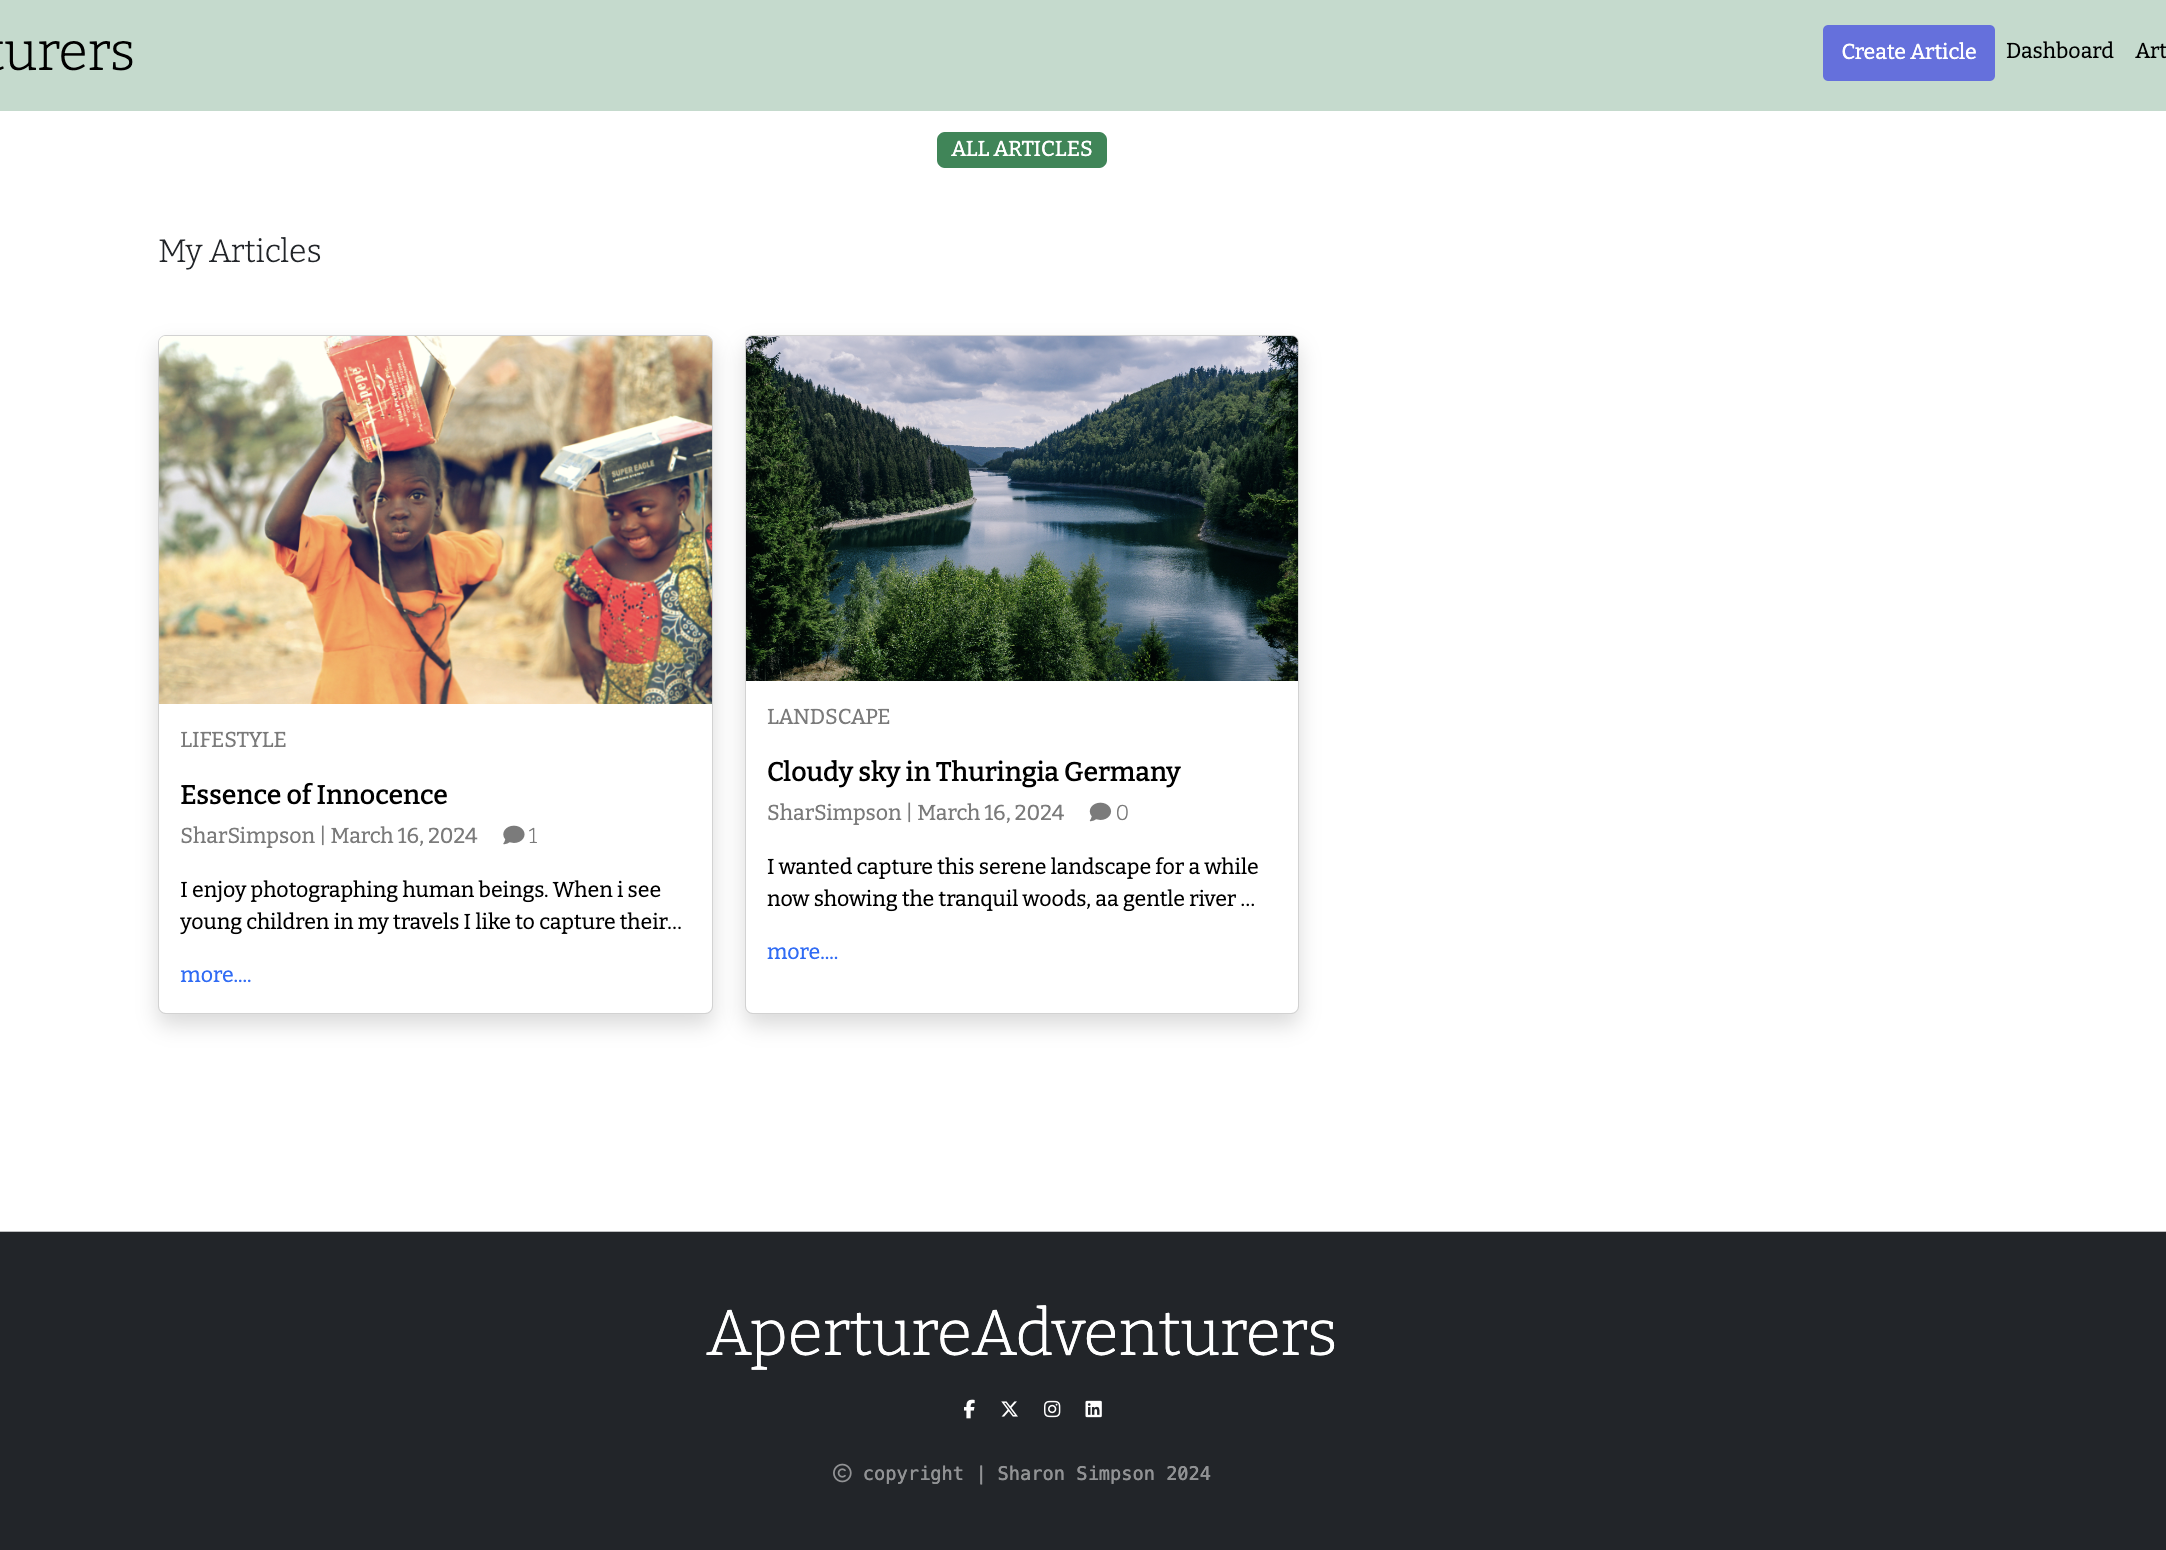 turers
Create Article Dashboard Art
ALL ARTICLES
My Articles
SUPER EAGLE
LIFESTYLE
Essence of Innocence
SharSimpson | March 16, 2024 1
I enjoy photographing human beings. When i see
young children in my travels I like to capture their...
more....
LANDSCAPE
Cloudy sky in Thuringia Germany
SharSimpson | March 16, 2024 0
I wanted capture this serene landscape for a while
now showing the tranquil woods, aa gentle river ...
more....
ApertureAdventurers
© copyright | Sharon Simpson 2024